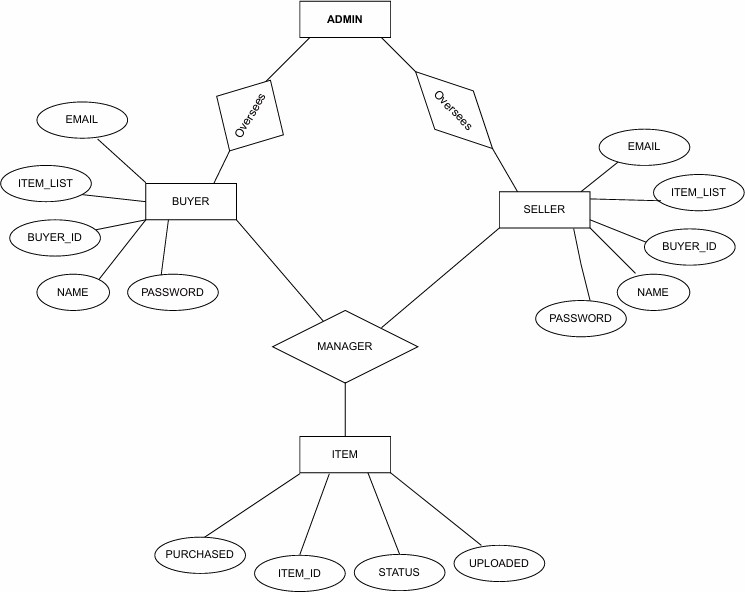 ADMIN
Oversees
Oversees
EMAIL
ITEM_LIST
BUYER_ID
NAME
PASSWORD
BUYER
SELLER
EMAIL
ITEM_LIST
BUYER_ID
NAME
PASSWORD
MANAGER
ITEM
PURCHASED
ITEM_ID
STATUS
UPLOADED